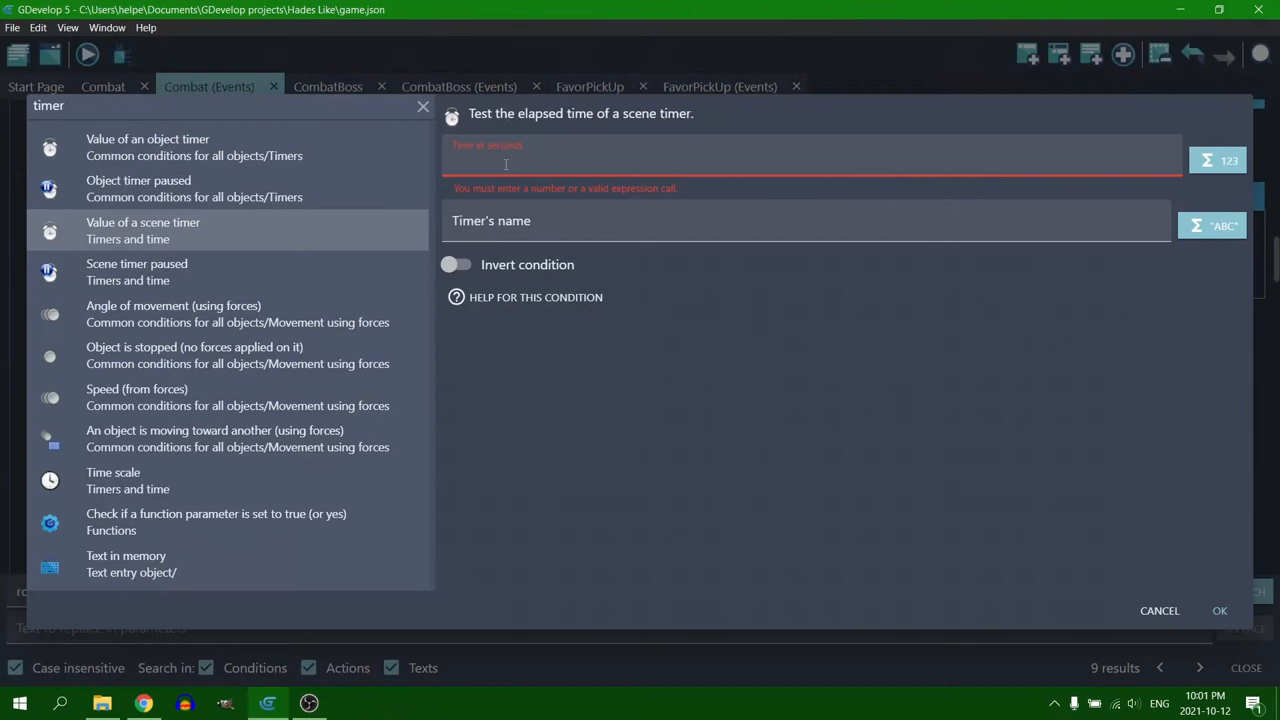 GDevelop 5 - C:\Users\helpe\Documents\GDevelop projects\Hades Like\game.json
File Edit View Window Help
Start Page Combat Combat (Events) CombatBoss CombatBoss (Events) FavorPickUp FavorPickUp (Events)
timer
Value of an object timer
Common conditions for all objects/Timers
Object timer paused
Common conditions for all objects/Timers
Value of a scene timer
Timers and time
Scene timer paused
Timers and time
Angle of movement (using forces)
Common conditions for all objects/Movement using forces
Object is stopped (no forces applied on it)
Common conditions for all objects/Movement using forces
Speed (from forces)
Common conditions for all objects/Movement using forces
An object is moving toward another (using forces)
Common conditions for all objects/Movement using forces
Time scale
Timers and time
Check if a function parameter is set to true (or yes)
Functions
Text in memory
Text entry object/
Test the elapsed time of a scene timer.
Time in seconds
Σ 123
You must enter a number or a valid expression call.
Timer's name
Σ "ABC"
Invert condition
HELP FOR THIS CONDITION
CANCEL OK
Text to replace in parameters
Case insensitive Search in: Conditions Actions Texts 9 results CLOSE
ENG
10:01 PM
2021-10-12